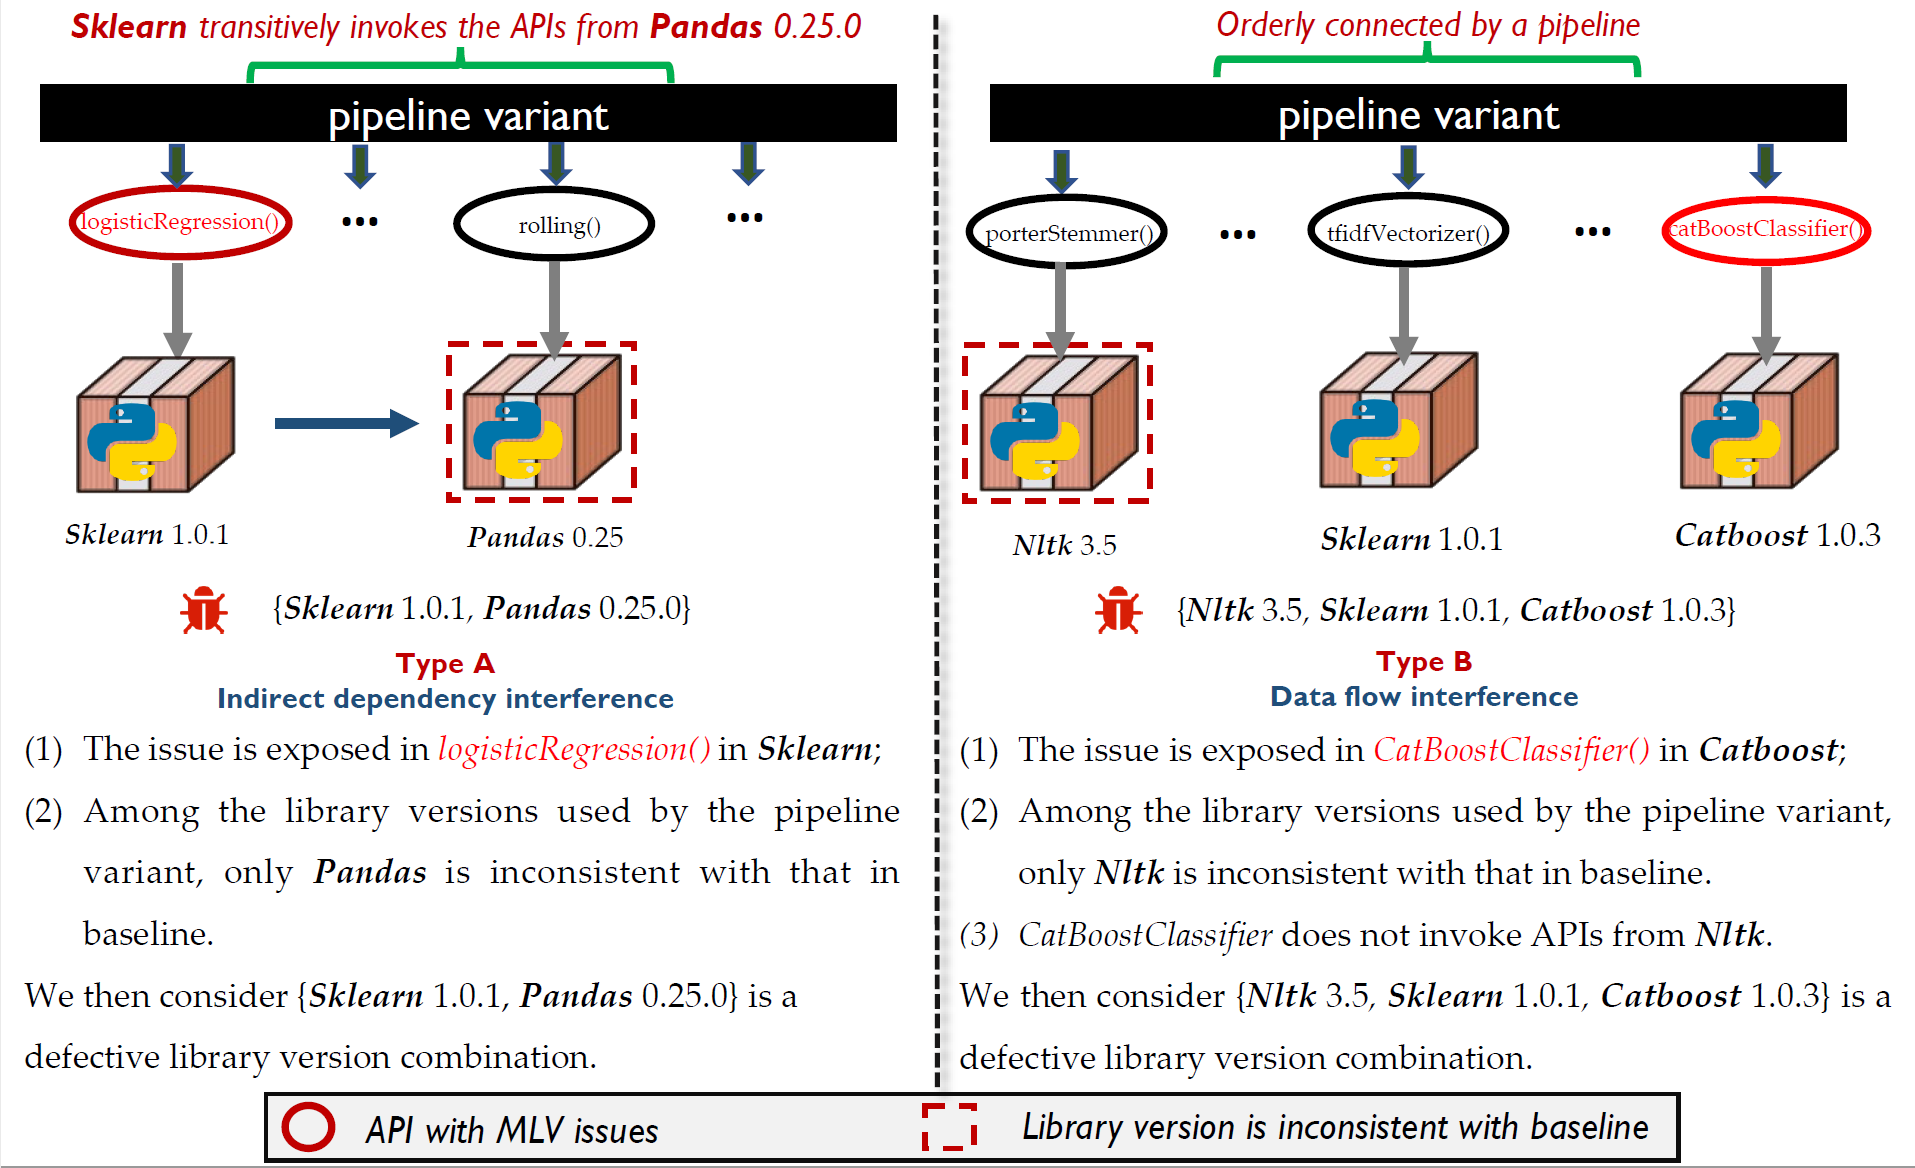 Sklearn transitively invokes the APIs from Pandas 0.25.0
pipeline variant
logisticRegression()
...
rolling()
...
Sklearn 1.0.1
Pandas 0.25
{Sklearn 1.0.1, Pandas 0.25.0}
Type A
Indirect dependency interference
(1) The issue is exposed in logisticRegression() in Sklearn;
(2) Among the library versions used by the pipeline
variant, only Pandas is inconsistent with that in
baseline.
We then consider {Sklearn 1.0.1, Pandas 0.25.0} is a
defective library version combination.
Orderly connected by a pipeline
pipeline variant
porterStemmer()
...
tfidfVectorizer()
...
catBoostClassifier()
Nltk 3.5
Sklearn 1.0.1
Catboost 1.0.3
{Nltk 3.5, Sklearn 1.0.1, Catboost 1.0.3}
Type B
Data flow interference
(1) The issue is exposed in CatBoostClassifier() in Catboost;
(2) Among the library versions used by the pipeline variant,
only Nltk is inconsistent with that in baseline.
(3) CatBoostClassifier does not invoke APIs from Nltk.
We then consider {Nltk 3.5, Sklearn 1.0.1, Catboost 1.0.3} is a
defective library version combination.
API with MLV issues
Library version is inconsistent with baseline